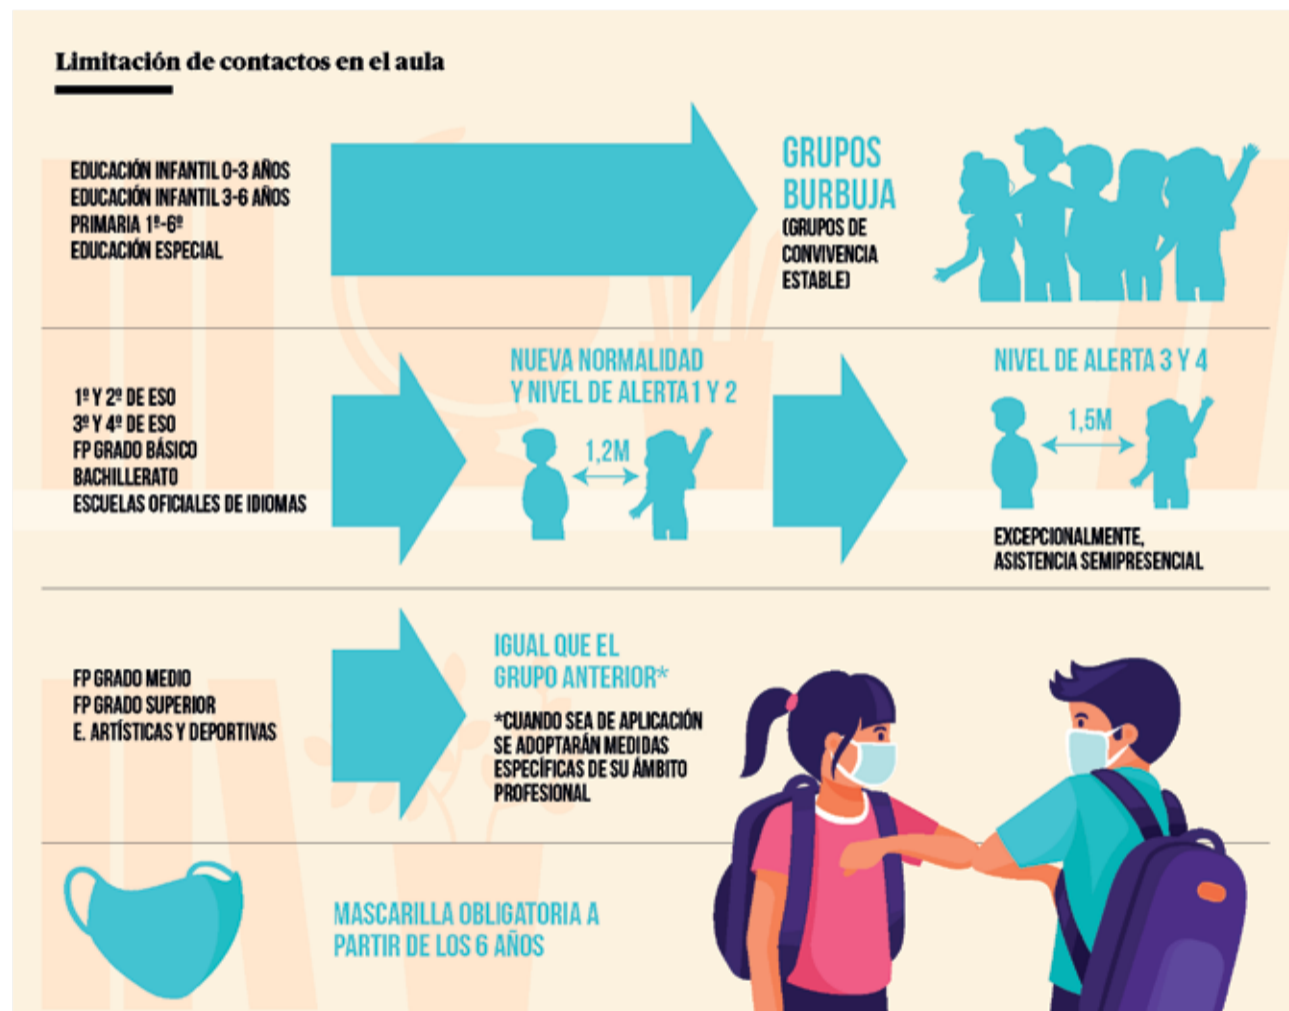 Limitación de contactos en el aula
EDUCACIÓN INFANTIL 0-3 AÑOS
EDUCACIÓN INFANTIL 3-6 AÑOS
PRIMARIA 1º-6º
EDUCACIÓN ESPECIAL
GRUPOS
BURBUJA
(GRUPOS DE
CONVIVENCIA
ESTABLE)
1º Y 2º DE ESO
3º Y 4º DE ESO
FP GRADO BÁSICO
BACHILLERATO
ESCUELAS OFICIALES DE IDIOMAS
NUEVA NORMALIDAD
Y NIVEL DE ALERTA 1 Y 2
1,2M
NIVEL DE ALERTA 3 Y 4
1,5M
EXCEPCIONALMENTE,
ASISTENCIA SEMIPRESENCIAL
FP GRADO MEDIO
FP GRADO SUPERIOR
E. ARTÍSTICAS Y DEPORTIVAS
IGUAL QUE EL
GRUPO ANTERIOR*
*CUANDO SEA DE APLICACIÓN
SE ADOPTARÁN MEDIDAS
ESPECÍFICAS DE SU ÁMBITO
PROFESIONAL
MASCARILLA OBLIGATORIA A
PARTIR DE LOS 6 AÑOS